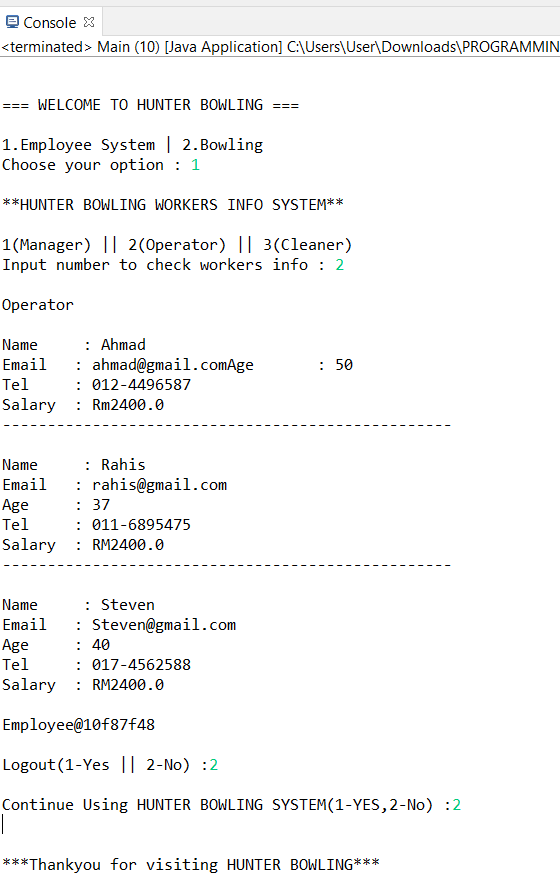 Console
<terminated> Main (10) [Java Application] C:\Users\User\Downloads\PROGRAMMIN
=== WELCOME TO HUNTER BOWLING ===
1.Employee System | 2.Bowling
Choose your option : 1
**HUNTER BOWLING WORKERS INFO SYSTEM**
1(Manager) || 2(Operator) || 3(Cleaner)
Input number to check workers info : 2
Operator
Name     : Ahmad
Email   : ahmad@gmail.comAge       : 50
Tel     : 012-4496587
Salary  : Rm2400.0
--------------------------------------------------
Name     : Rahis
Email   : rahis@gmail.com
Age     : 37
Tel     : 011-6895475
Salary  : RM2400.0
--------------------------------------------------
Name     : Steven
Email   : Steven@gmail.com
Age     : 40
Tel     : 017-4562588
Salary  : RM2400.0
Employee@10f87f48
Logout(1-Yes || 2-No) :2
Continue Using HUNTER BOWLING SYSTEM(1-YES,2-No) :2
***Thankyou for visiting HUNTER BOWLING***